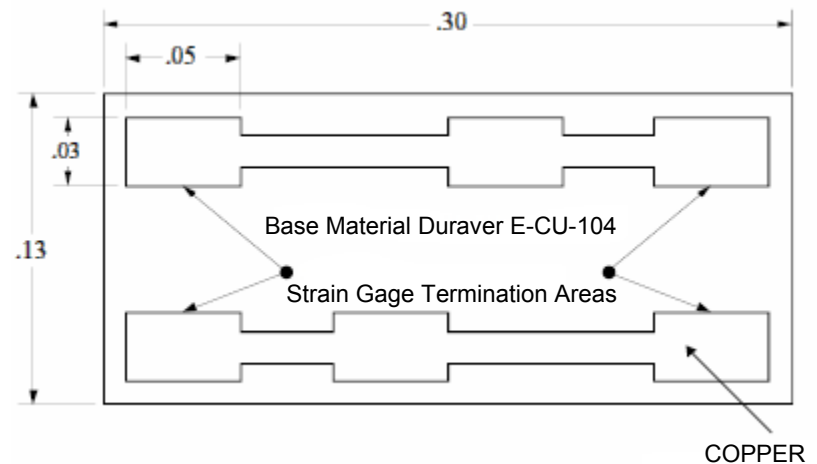 .30
.05
.03
Base Material Duraver E-CU-104
.13
Strain Gage Termination Areas
COPPER